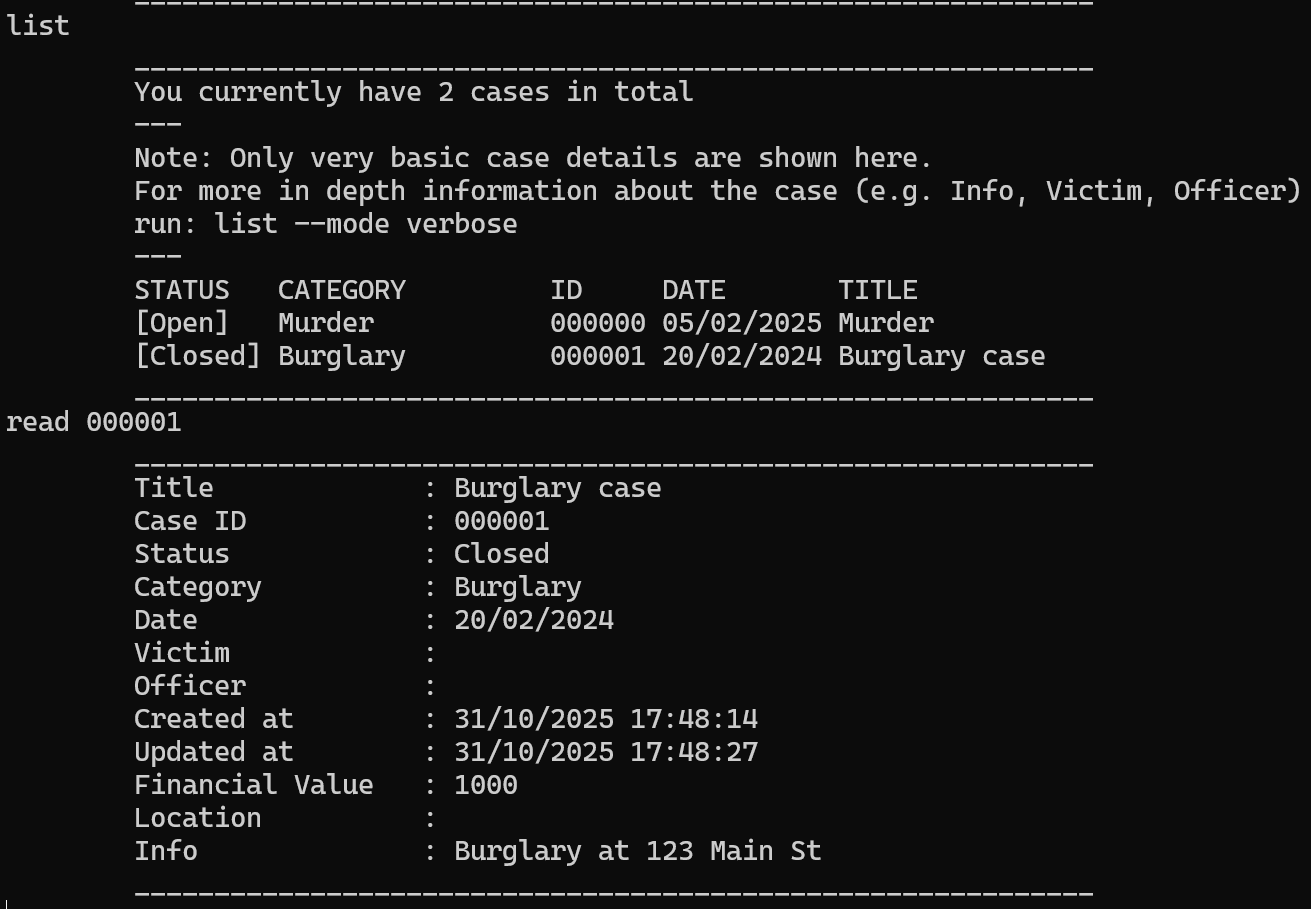 ____________________________________________________________
list
____________________________________________________________
You currently have 2 cases in total
---
Note: Only very basic case details are shown here.
For more in depth information about the case (e.g. Info, Victim, Officer)
run: list --mode verbose
---
STATUS   CATEGORY         ID     DATE       TITLE
[Open]   Murder           000000 05/02/2025 Murder
[Closed] Burglary         000001 20/02/2024 Burglary case
____________________________________________________________
read 000001
____________________________________________________________
Title             : Burglary case
Case ID           : 000001
Status            : Closed
Category          : Burglary
Date              : 20/02/2024
Victim            :
Officer           :
Created at        : 31/10/2025 17:48:14
Updated at        : 31/10/2025 17:48:27
Financial Value   : 1000
Location          :
Info              : Burglary at 123 Main St
____________________________________________________________